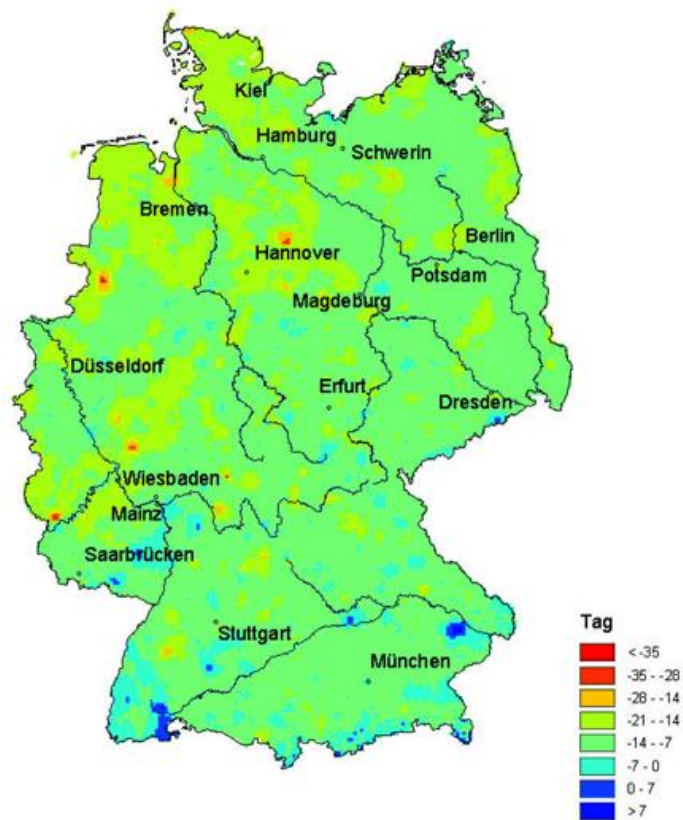 Kiel
Hamburg
Schwerin
Bremen
Berlin
Hannover
Potsdam
Magdeburg
Düsseldorf
Erfurt
Dresden
Wiesbaden
Mainz
Saarbrücken
Stuttgart
München
Tag
< -35
-35 - -28
-28 - -14
-21 - -14
-14 - -7
-7 - 0
0 - 7
>7